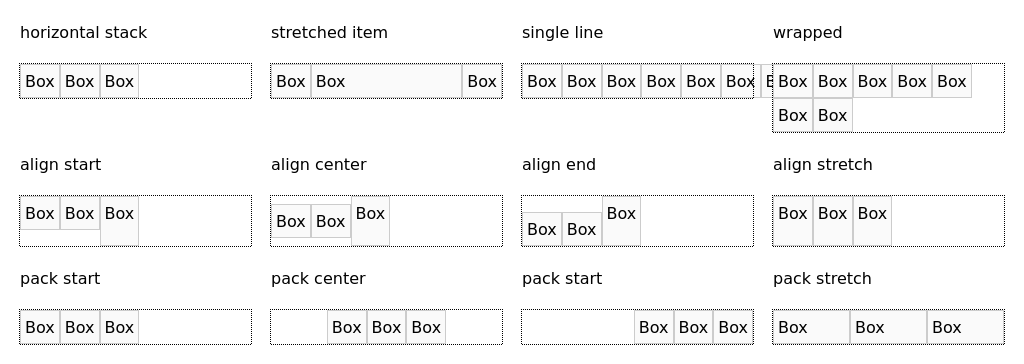 horizontal stack stretched item single line wrapped
Box Box Box Box Box Box Box Box Box Box Box Box Box Box Box Box Box
Box Box
align start align center align end align stretch
Box Box Box Box Box Box Box Box Box Box Box Box
pack start pack center pack start pack stretch
Box Box Box Box Box Box Box Box Box Box Box Box